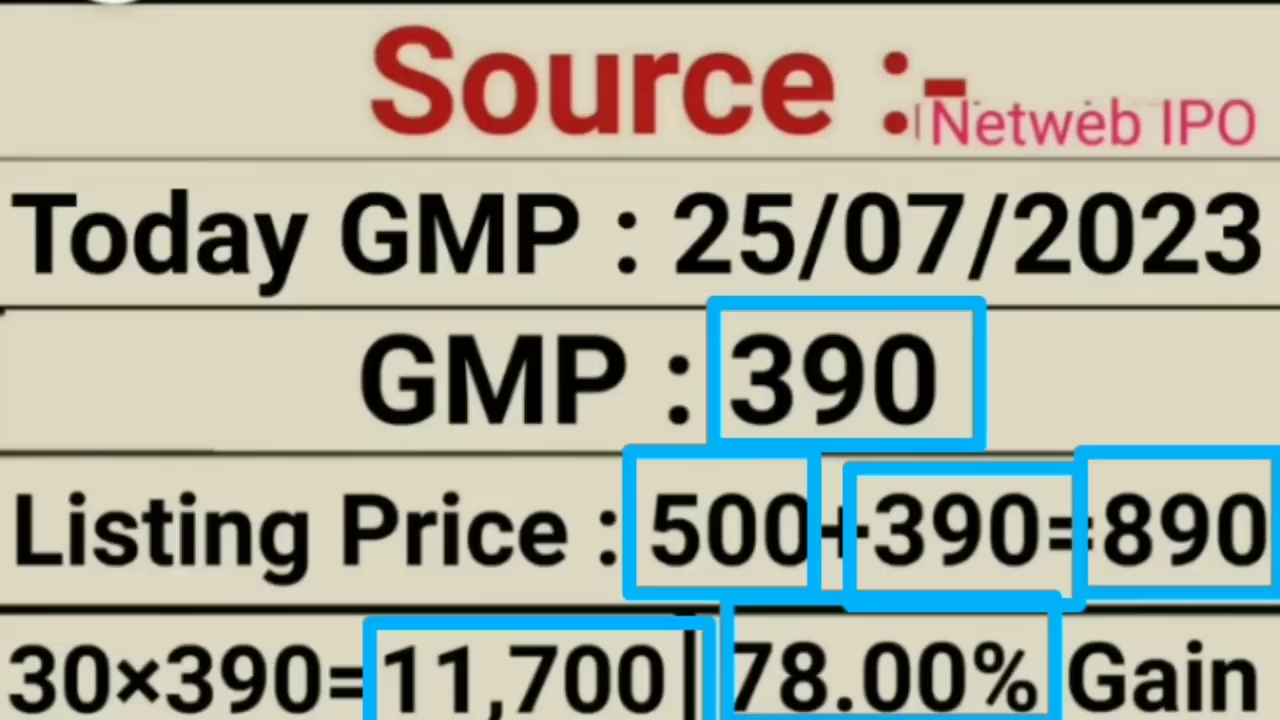 Source :-
Netweb IPO
Today GMP : 25/07/2023
GMP : 390
Listing Price : 500+390=890
30×390=11,700| 78.00% Gain